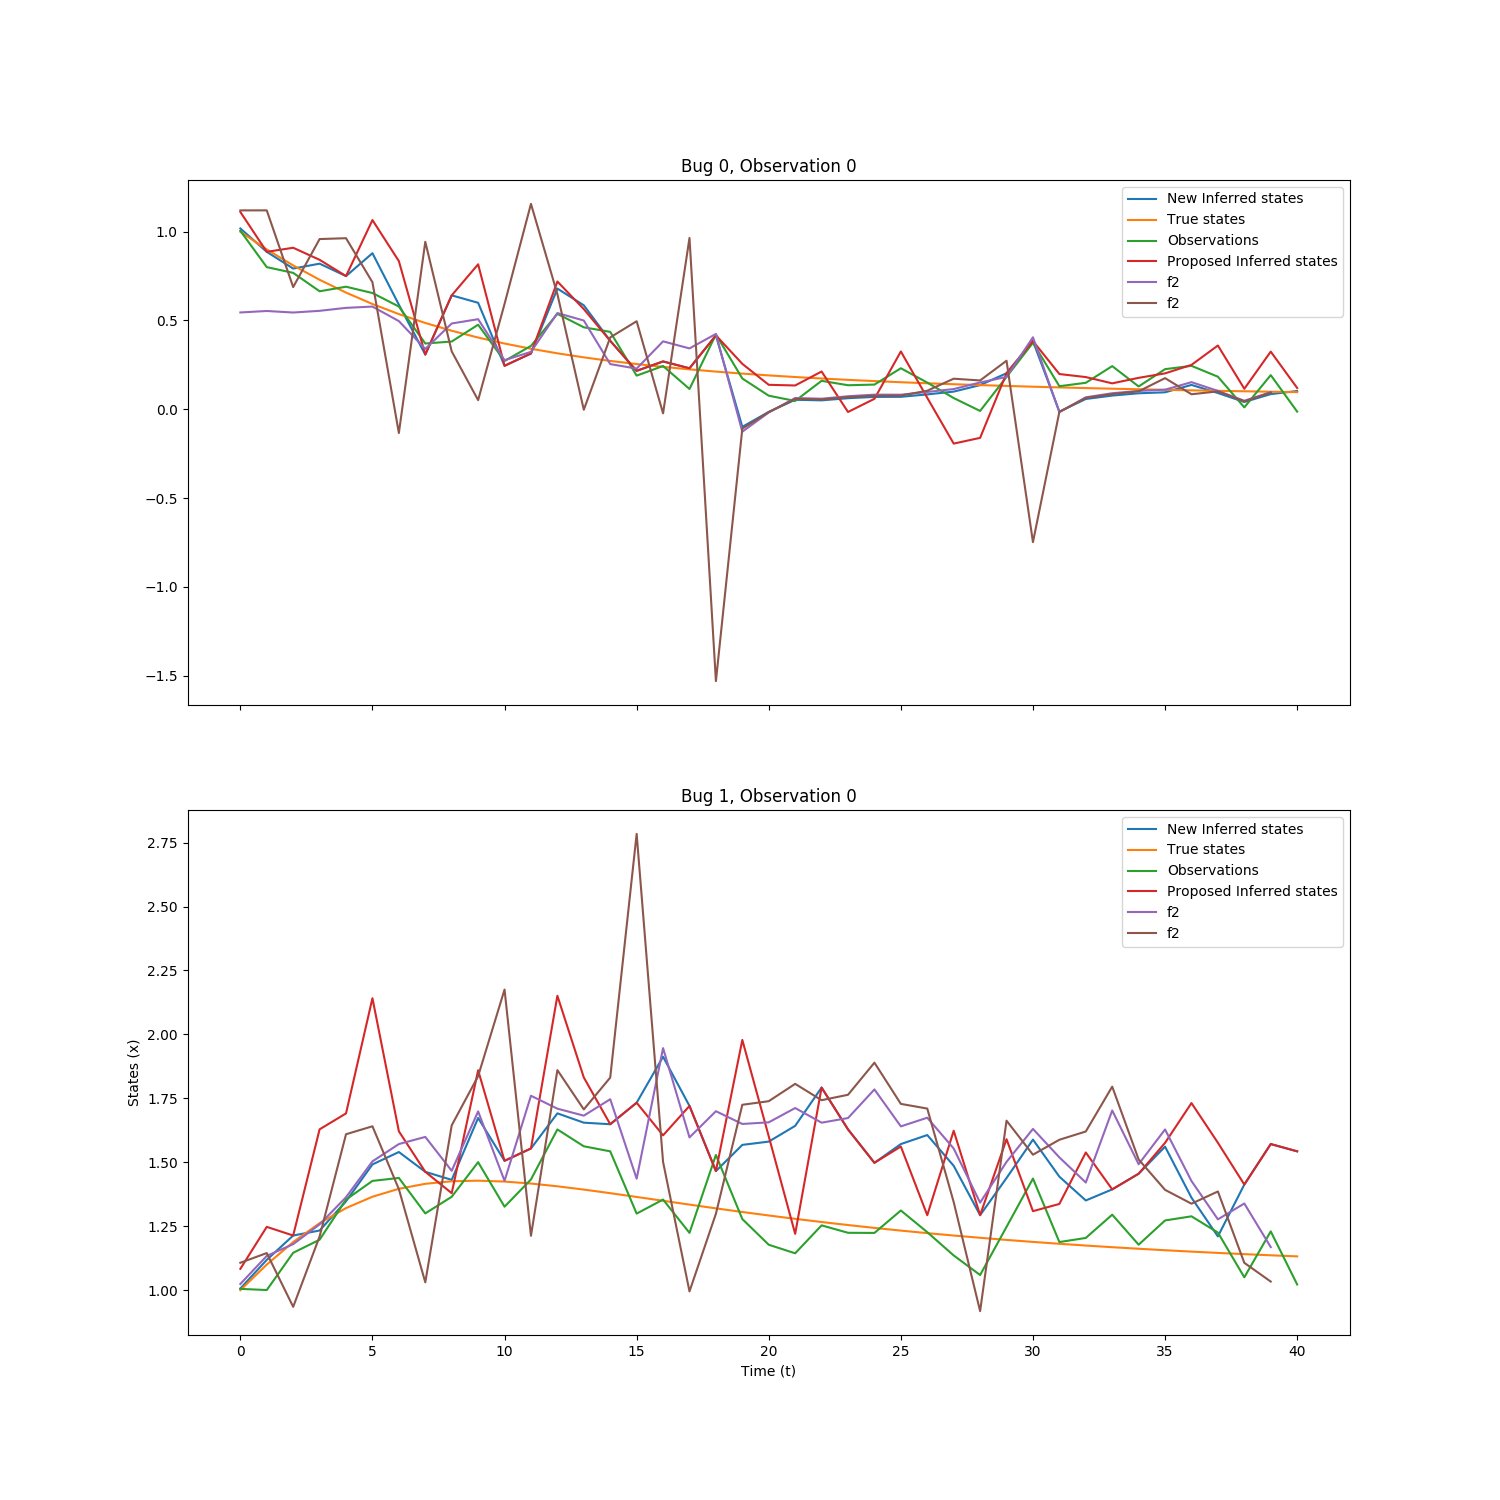 Bug 0, Observation 0
1.0
0.5
0.0
−0.5
−1.0
−1.5
New Inferred states
True states
Observations
Proposed Inferred states
f2
f2
Bug 1, Observation 0
2.75
2.50
2.25
2.00
1.75
1.50
1.25
1.00
States (x)
New Inferred states
True states
Observations
Proposed Inferred states
f2
f2
0 5 10 15 20 25 30 35 40
Time (t)